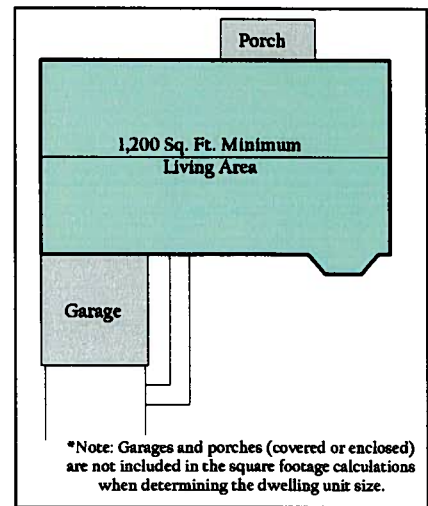 Porch
1,200 Sq. Ft. Minimum
Living Area
Garage
*Note: Garages and porches (covered or enclosed)
are not included in the square footage calculations
when determining the dwelling unit size.